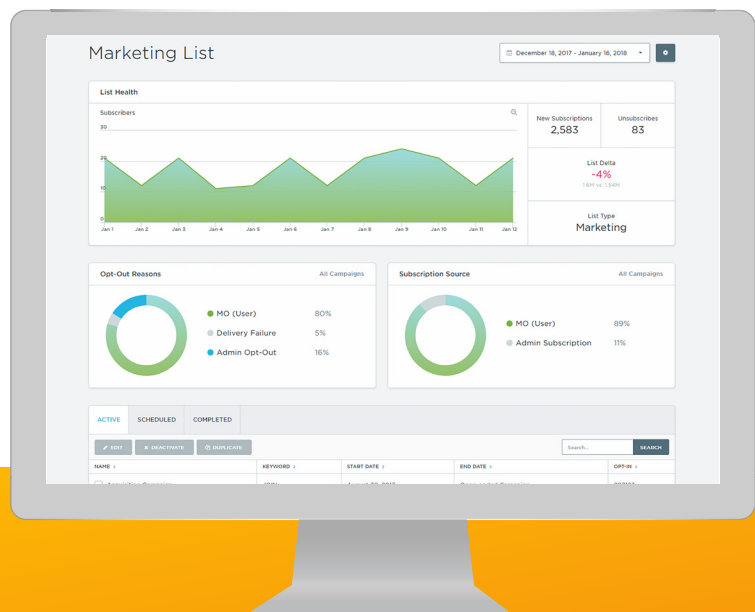 Marketing List
December 18, 2017 - January 16, 2018
List Health
Subscribers
30
20
10
0
Jan 1 Jan 2 Jan 3 Jan 4 Jan 5 Jan 6 Jan 7 Jan 8 Jan 9 Jan 10 Jan 11 Jan 12
New Subscriptions
2,583
Unsubscribes
83
List Delta
-4%
List Type
Marketing
Opt-Out Reasons All Campaigns
MO (User) 80%
Delivery Failure 5%
Admin Opt-Out 16%
Subscription Source All Campaigns
MO (User) 89%
Admin Subscription 11%
ACTIVE SCHEDULED COMPLETED
EDIT DEACTIVATE DUPLICATE
Search... SEARCH
NAME KEYWORD START DATE END DATE OPT-IN